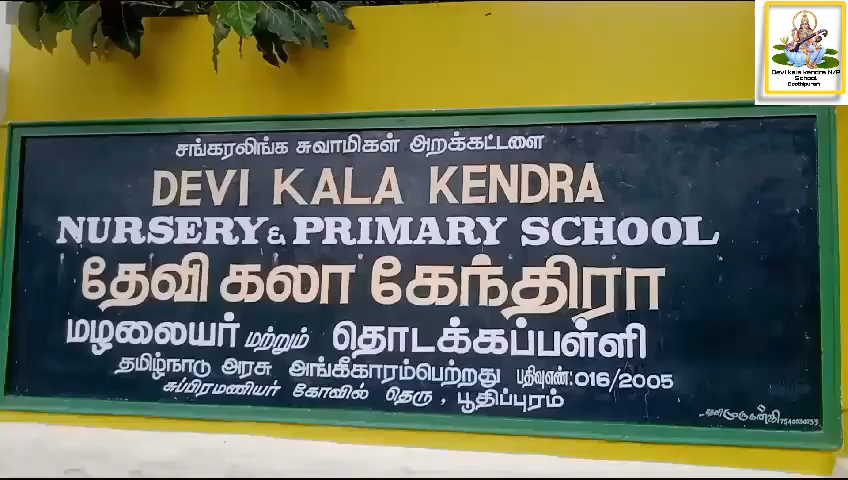 Devi kala kendra N/P
School
Boothipuram
சங்கரலிங்க சுவாமிகள் அறக்கட்டளை
DEVI KALA KENDRA
NURSERY & PRIMARY SCHOOL
தேவி கலா கேந்திரா
மழலையர் மற்றும் தொடக்கப்பள்ளி
தமிழ்நாடு அரசு அங்கீகாரம்பெற்றது பதிவுஎண்:016/2005
சுப்பிரமணியர் கோவில் தெரு, பூதிப்புரம்